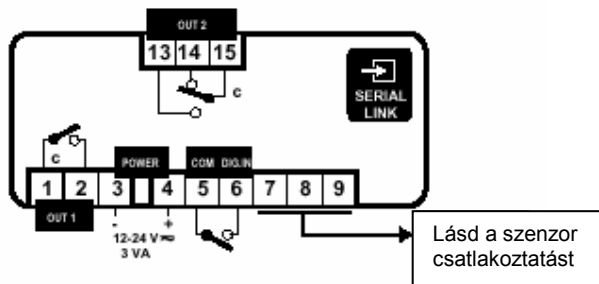 OUT 2
13 14 15
C
SERIAL
LINK
C
POWER COM DIG.IN
1 2 3 4 5 6 7 8 9
OUT 1
- +
12-24 V
3 VA
Lásd a szenzor
csatlakoztatást